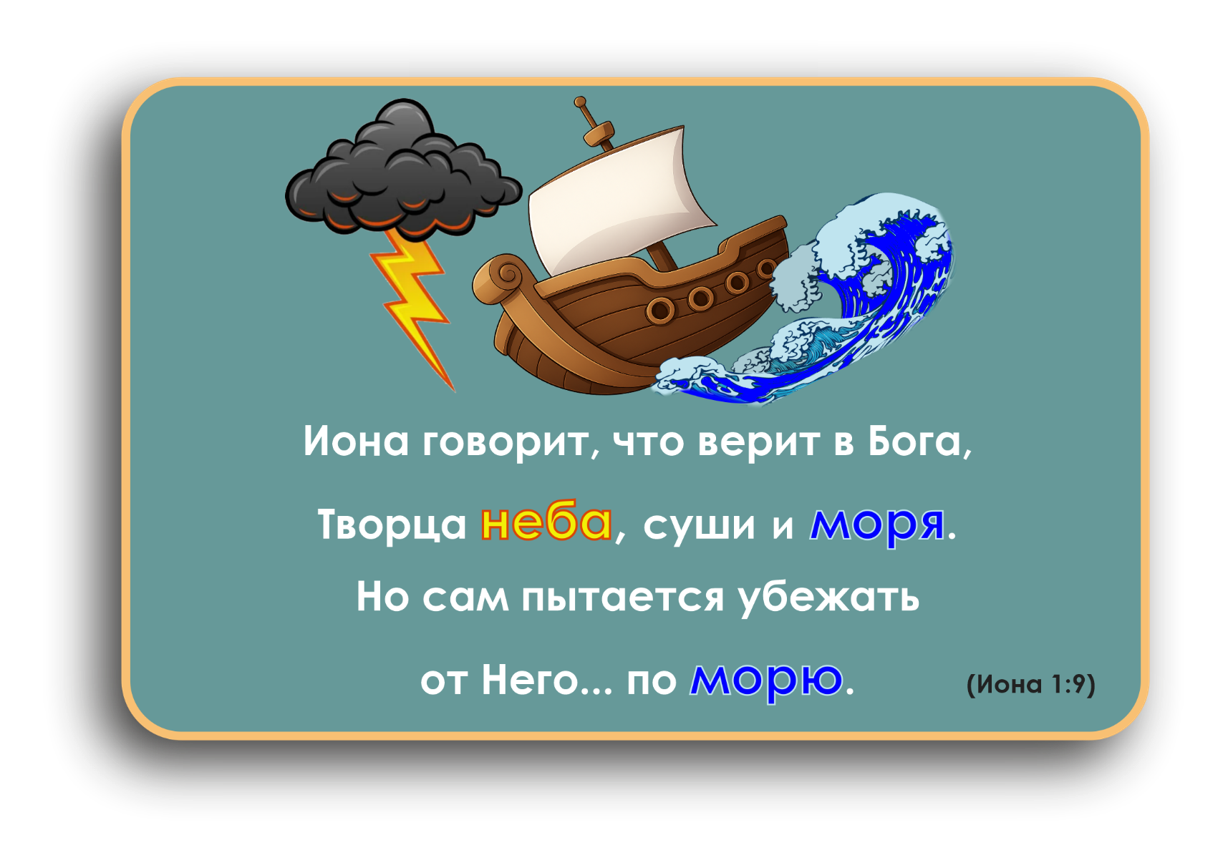 Иона говорит, что верит в Бога,
Творца неба, суши и моря.
Но сам пытается убежать
от Него... по морю.
(Иона 1:9)